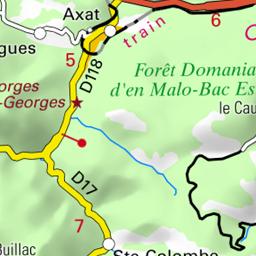 Axat
gues
train
6
5
D118
Forêt Domania
d'en Malo-Bac Es
orges
-Georges
le Cau
D17
7
Buillac
Ste-Colombe